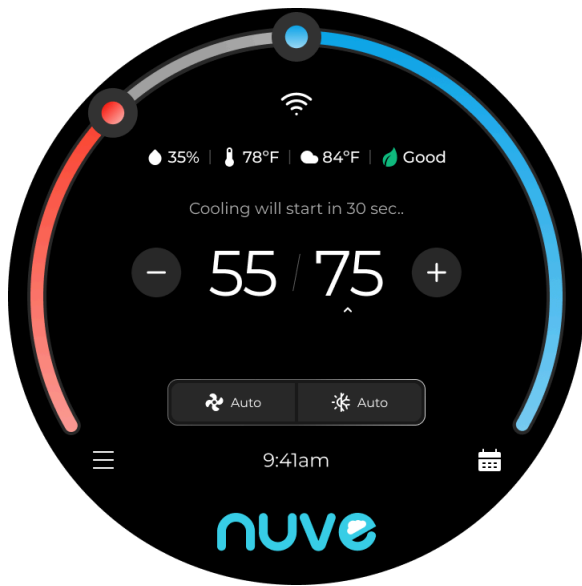 35% | 78°F | 84°F | Good
Cooling will start in 30 sec..
− 55 / 75 +
Auto Auto
9:41am
nuve